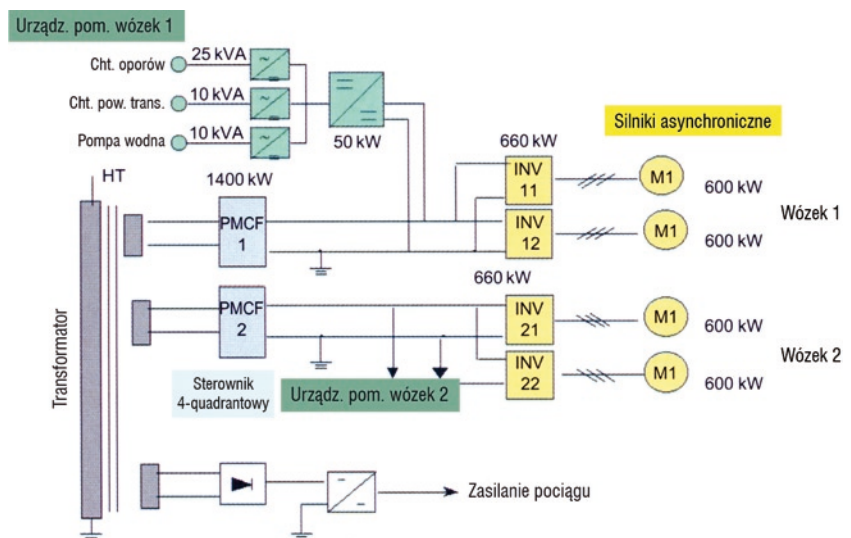 Urządz. pom. wózek 1
Cht. oporów
25 kVA
~
Cht. pow. trans.
10 kVA
~
Pompa wodna
10 kVA
~
50 kW
Silniki asynchroniczne
HT
1400 kW
660 kW
PMCF
1
INV
11
M1
600 kW
INV
12
M1
600 kW
Wózek 1
Transformator
PMCF
2
660 kW
INV
21
M1
600 kW
INV
22
M1
600 kW
Wózek 2
Sterownik
4-quadrantowy
Urządz. pom. wózek 2
Zasilanie pociągu